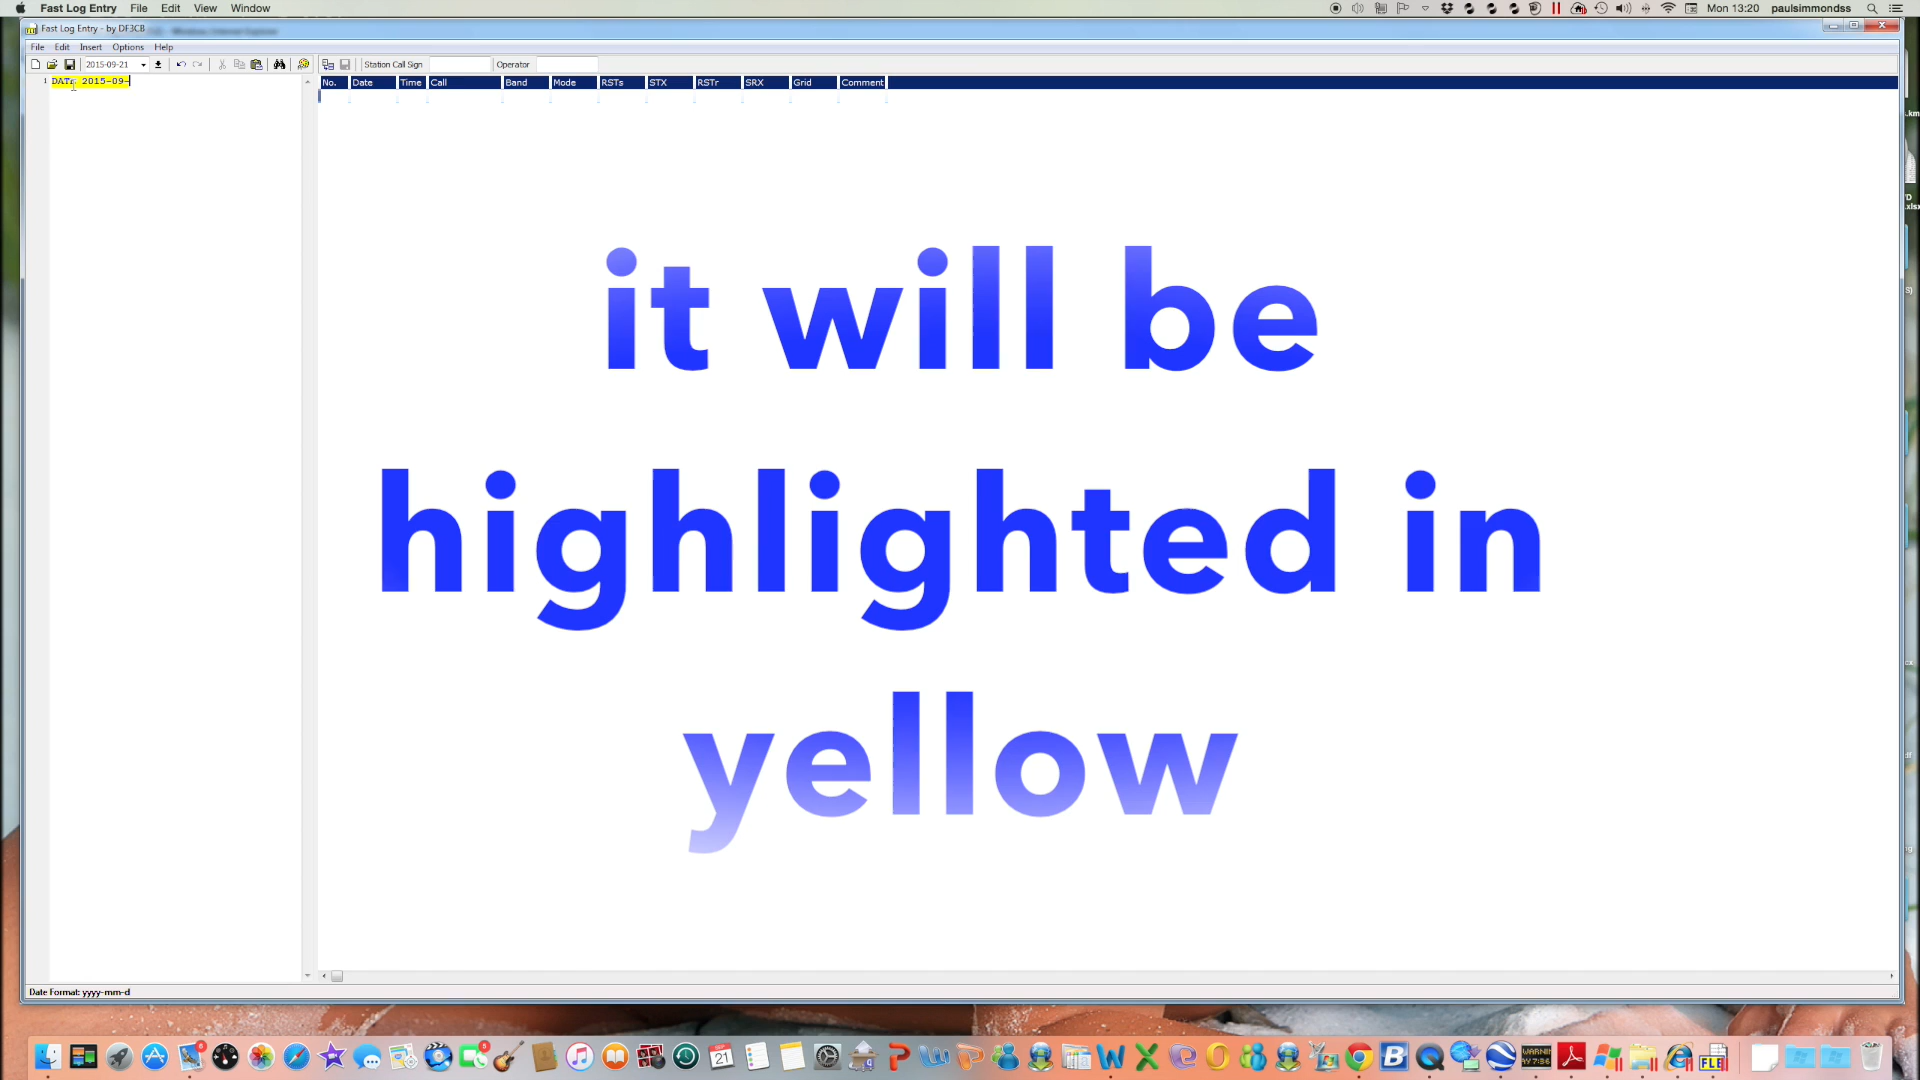 Fast Log Entry File Edit View Window Mon 13:20 paulsimmondss
Fast Log Entry - by DF3CB
File Edit Insert Options Help
2015-09-21 Station Call Sign Operator
1 DATe 2015-09-
No. Date Time Call Band Mode RSTs STX RSTr SRX Grid Comment
it will be
highlighted in
yellow
Date Format: yyyy-mm-d